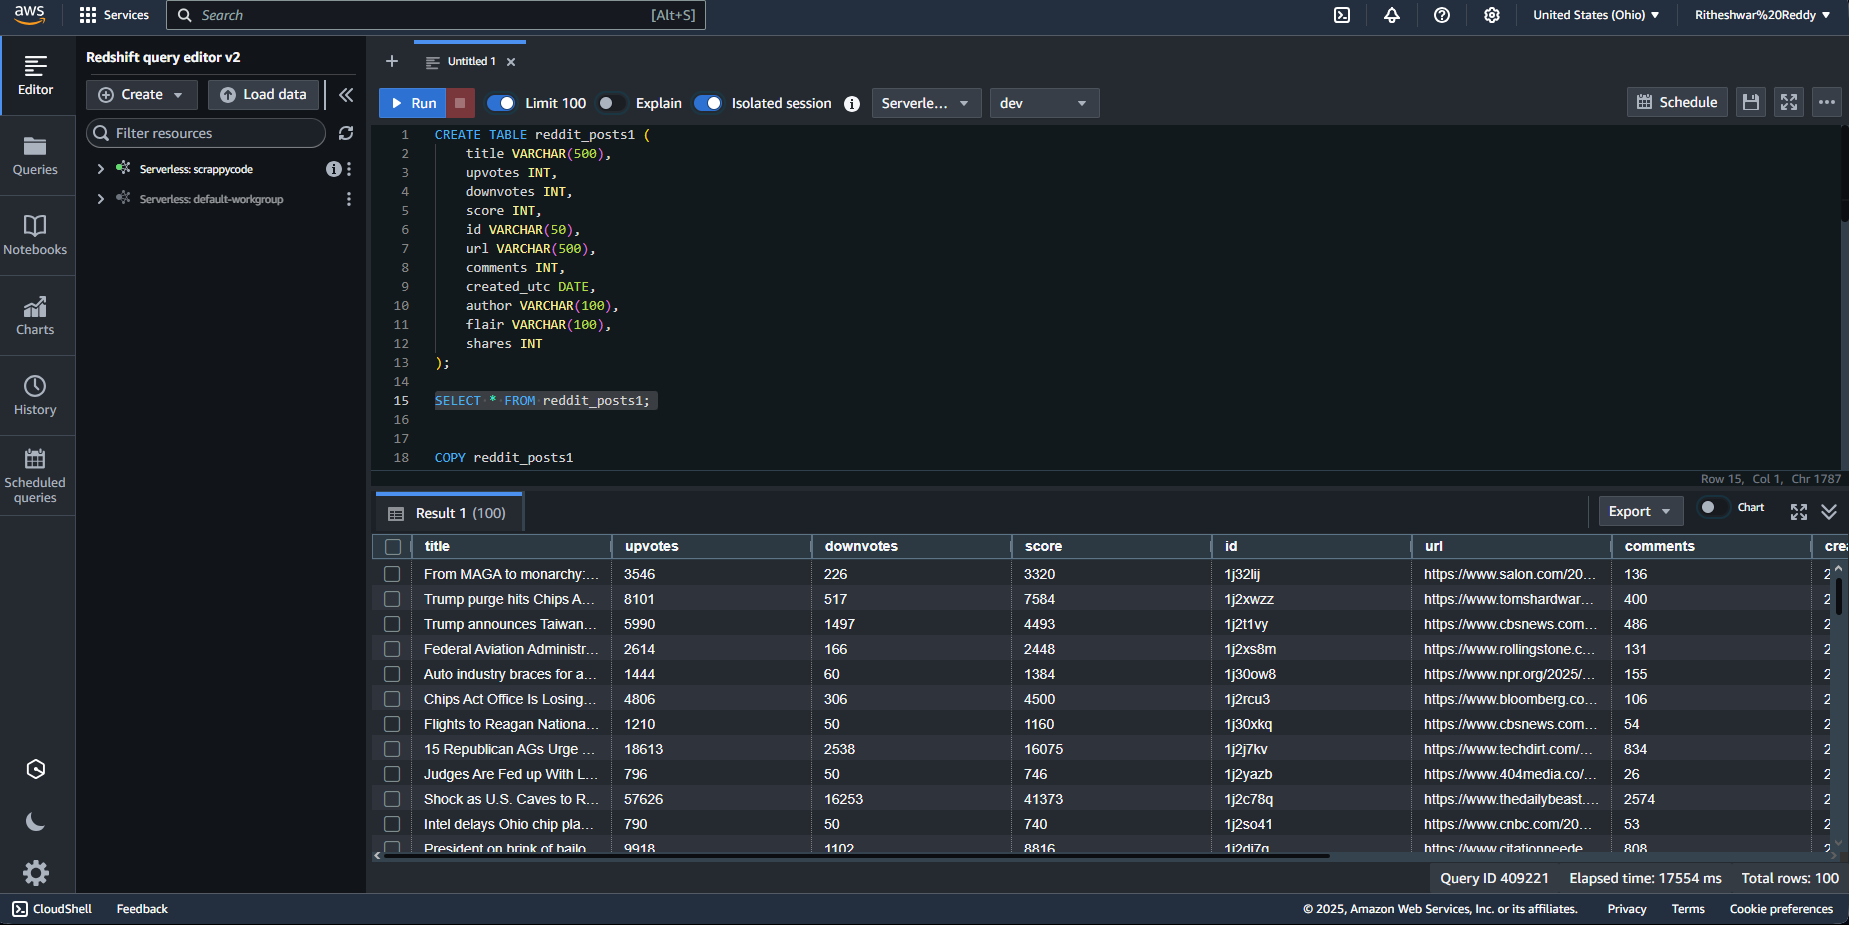 aws
Services
Search
[Alt+S]
United States (Ohio)
Ritheshwar%20Reddy
Editor
Queries
Notebooks
Charts
History
Scheduled
queries
Redshift query editor v2
Create
Load data
Filter resources
Serverless: scrappycode
Serverless: default-workgroup
Untitled 1
Run
Limit 100
Explain
Isolated session
Serverle...
dev
Schedule
1 CREATE TABLE reddit_posts1 (
2 title VARCHAR(500),
3 upvotes INT,
4 downvotes INT,
5 score INT,
6 id VARCHAR(50),
7 url VARCHAR(500),
8 comments INT,
9 created_utc DATE,
10 author VARCHAR(100),
11 flair VARCHAR(100),
12 shares INT
13 );
14
15 SELECT * FROM reddit_posts1;
16
17
18 COPY reddit_posts1
Row 15, Col 1, Chr 1787
Result 1 (100)
Export
Chart
title upvotes downvotes score id url comments crea
From MAGA to monarchy:... 3546 226 3320 1j32lij https://www.salon.com/20... 136 2
Trump purge hits Chips A... 8101 517 7584 1j2xwzz https://www.tomshardwar... 400 2
Trump announces Taiwan... 5990 1497 4493 1j2t1vy https://www.cbsnews.com... 486 2
Federal Aviation Administr... 2614 166 2448 1j2xs8m https://www.rollingstone.c... 131 2
Auto industry braces for a... 1444 60 1384 1j30ow8 https://www.npr.org/2025/... 155 2
Chips Act Office Is Losing... 4806 306 4500 1j2rcu3 https://www.bloomberg.co... 106 2
Flights to Reagan Nationa... 1210 50 1160 1j30xkq https://www.cbsnews.com... 54 2
15 Republican AGs Urge ... 18613 2538 16075 1j2j7kv https://www.techdirt.com/... 834 2
Judges Are Fed up With L... 796 50 746 1j2yazb https://www.404media.co/... 26 2
Shock as U.S. Caves to R... 57626 16253 41373 1j2c78q https://www.thedailybeast.... 2574 2
Intel delays Ohio chip pla... 790 50 740 1j2so41 https://www.cnbc.com/20... 53 2
President on brink of bailo... 9918 1102 8816 1j2di7q https://www.citationneede... 808 2
Query ID 409221 Elapsed time: 17554 ms Total rows: 100
CloudShell
Feedback
© 2025, Amazon Web Services, Inc. or its affiliates.
Privacy
Terms
Cookie preferences